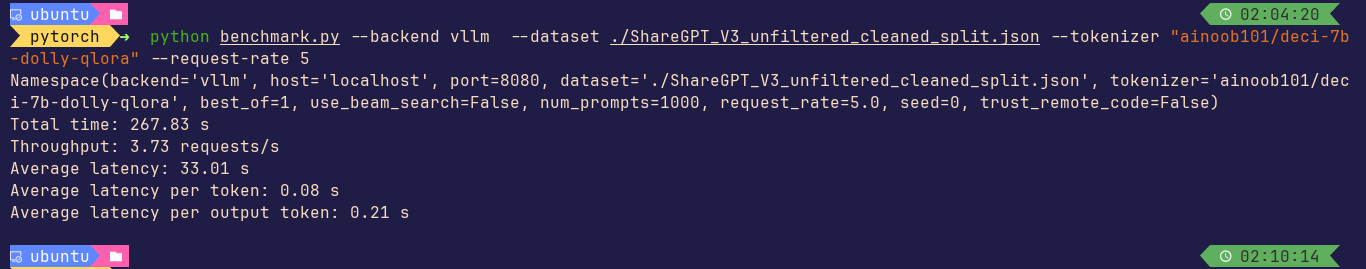 ubuntu 02:04:20
pytorch → python benchmark.py --backend vllm --dataset ./ShareGPT_V3_unfiltered_cleaned_split.json --tokenizer "ainoob101/deci-7b
-dolly-qlora" --request-rate 5
Namespace(backend='vllm', host='localhost', port=8080, dataset='./ShareGPT_V3_unfiltered_cleaned_split.json', tokenizer='ainoob101/dec
i-7b-dolly-qlora', best_of=1, use_beam_search=False, num_prompts=1000, request_rate=5.0, seed=0, trust_remote_code=False)
Total time: 267.83 s
Throughput: 3.73 requests/s
Average latency: 33.01 s
Average latency per token: 0.08 s
Average latency per output token: 0.21 s
ubuntu 02:10:14